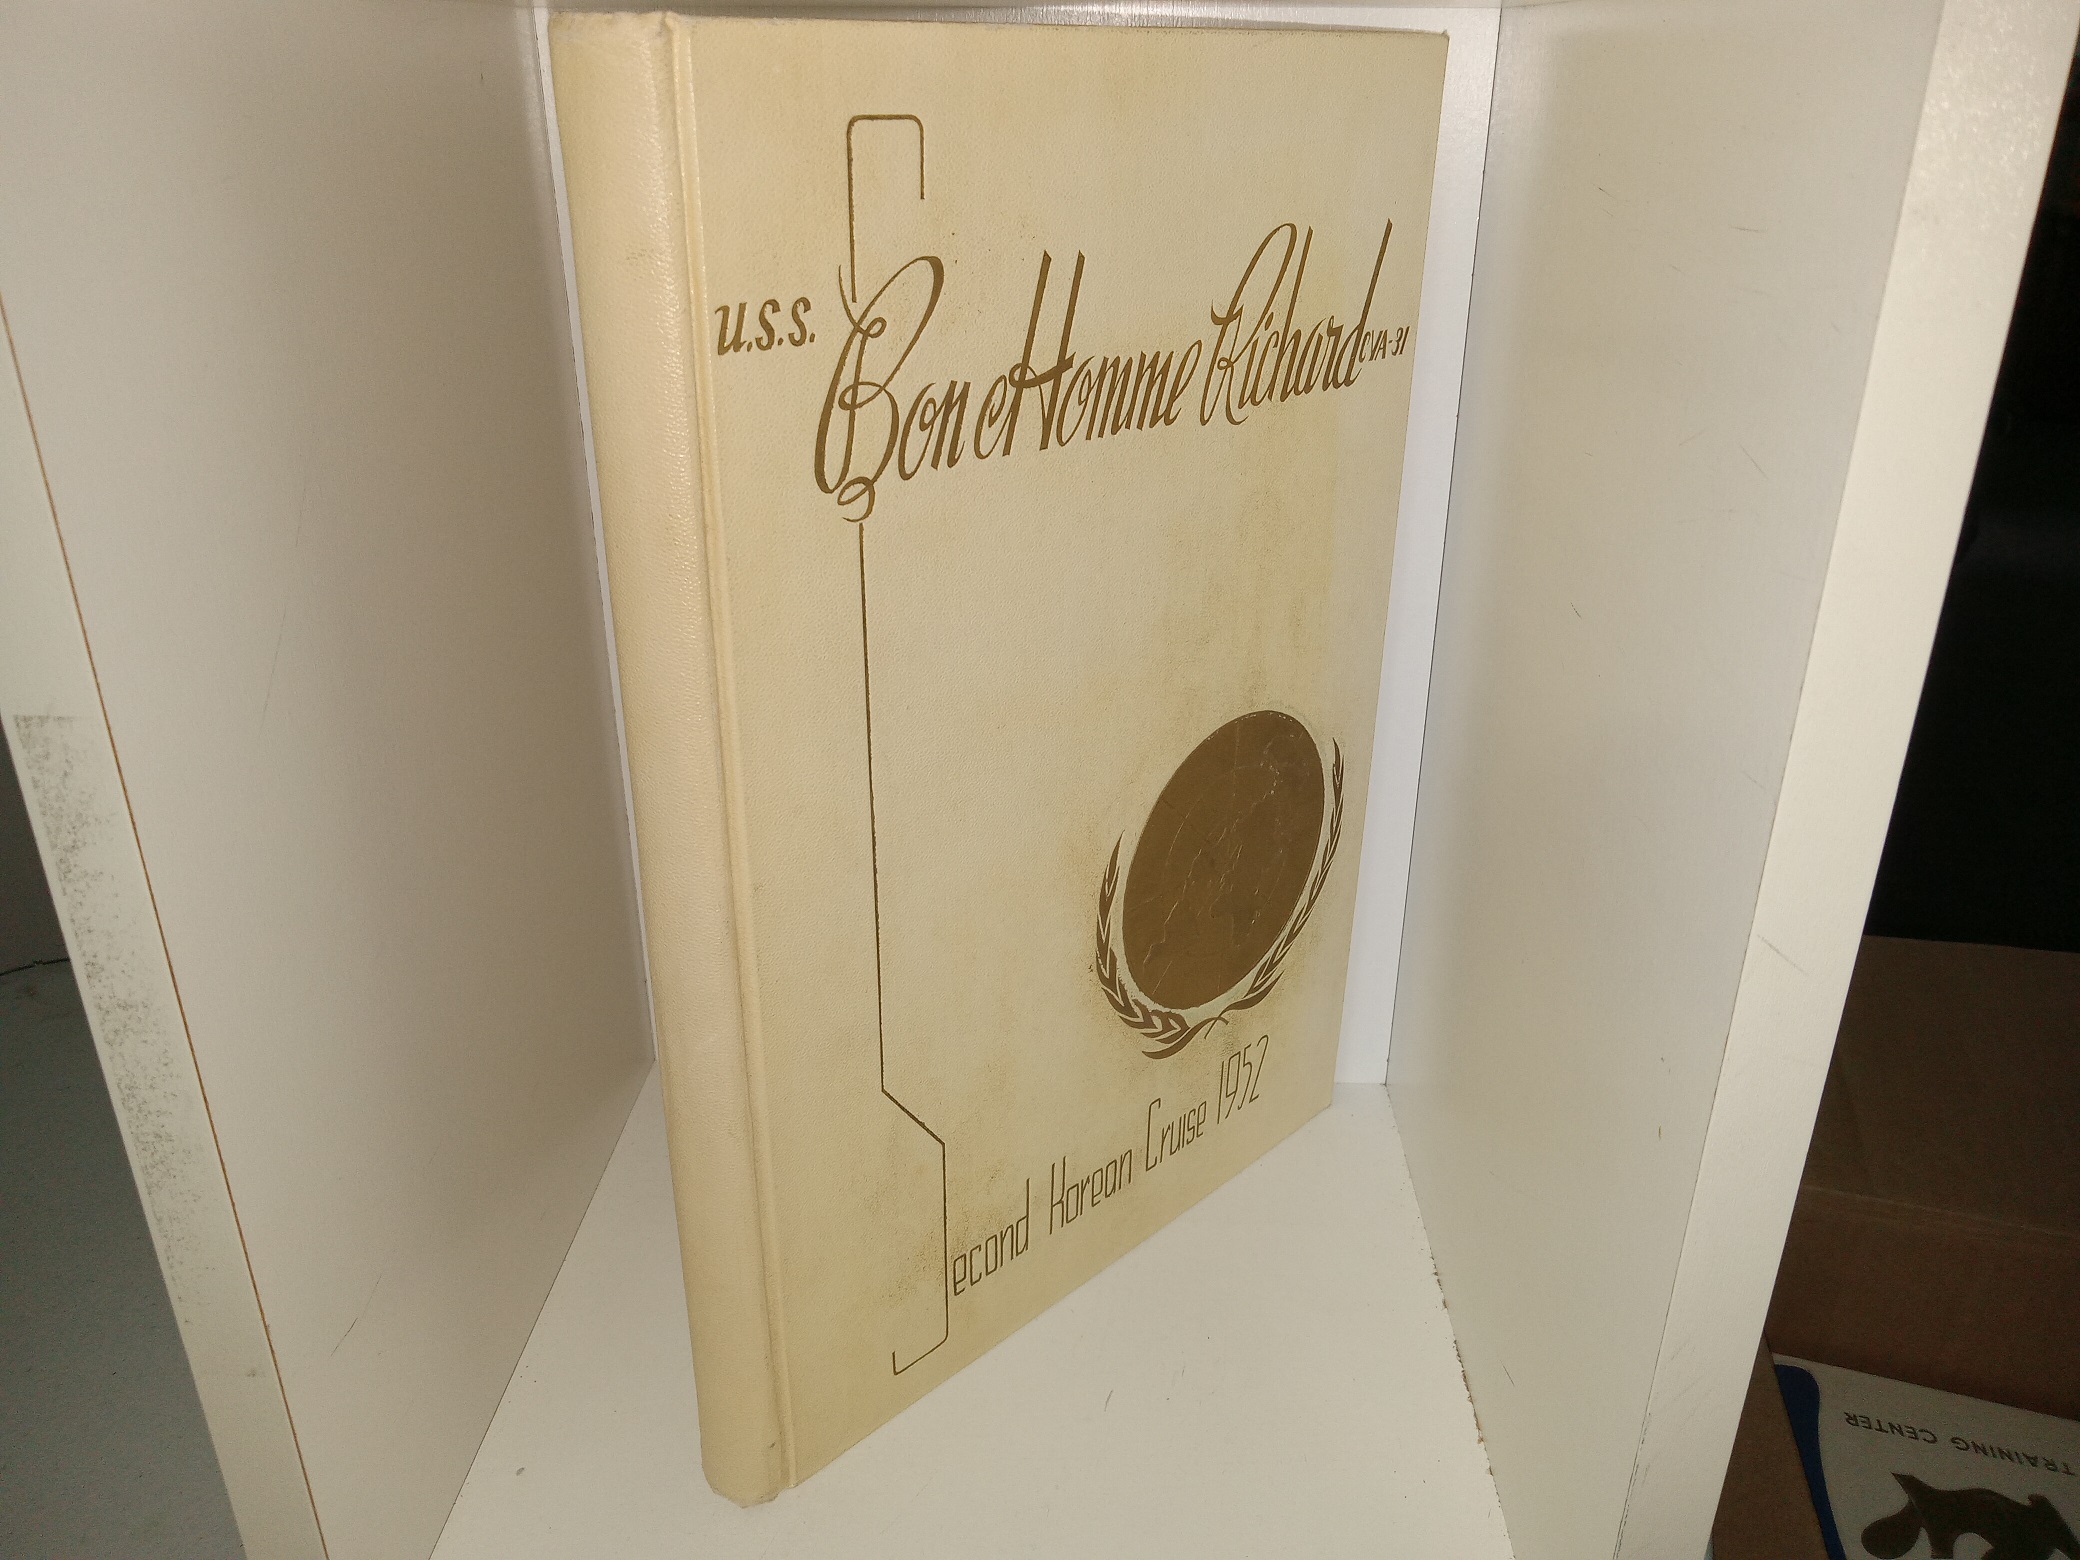 U.S.S. Bon Homme Richard CVA-31
Second Korean Cruise 1952
TRAINING CENTER